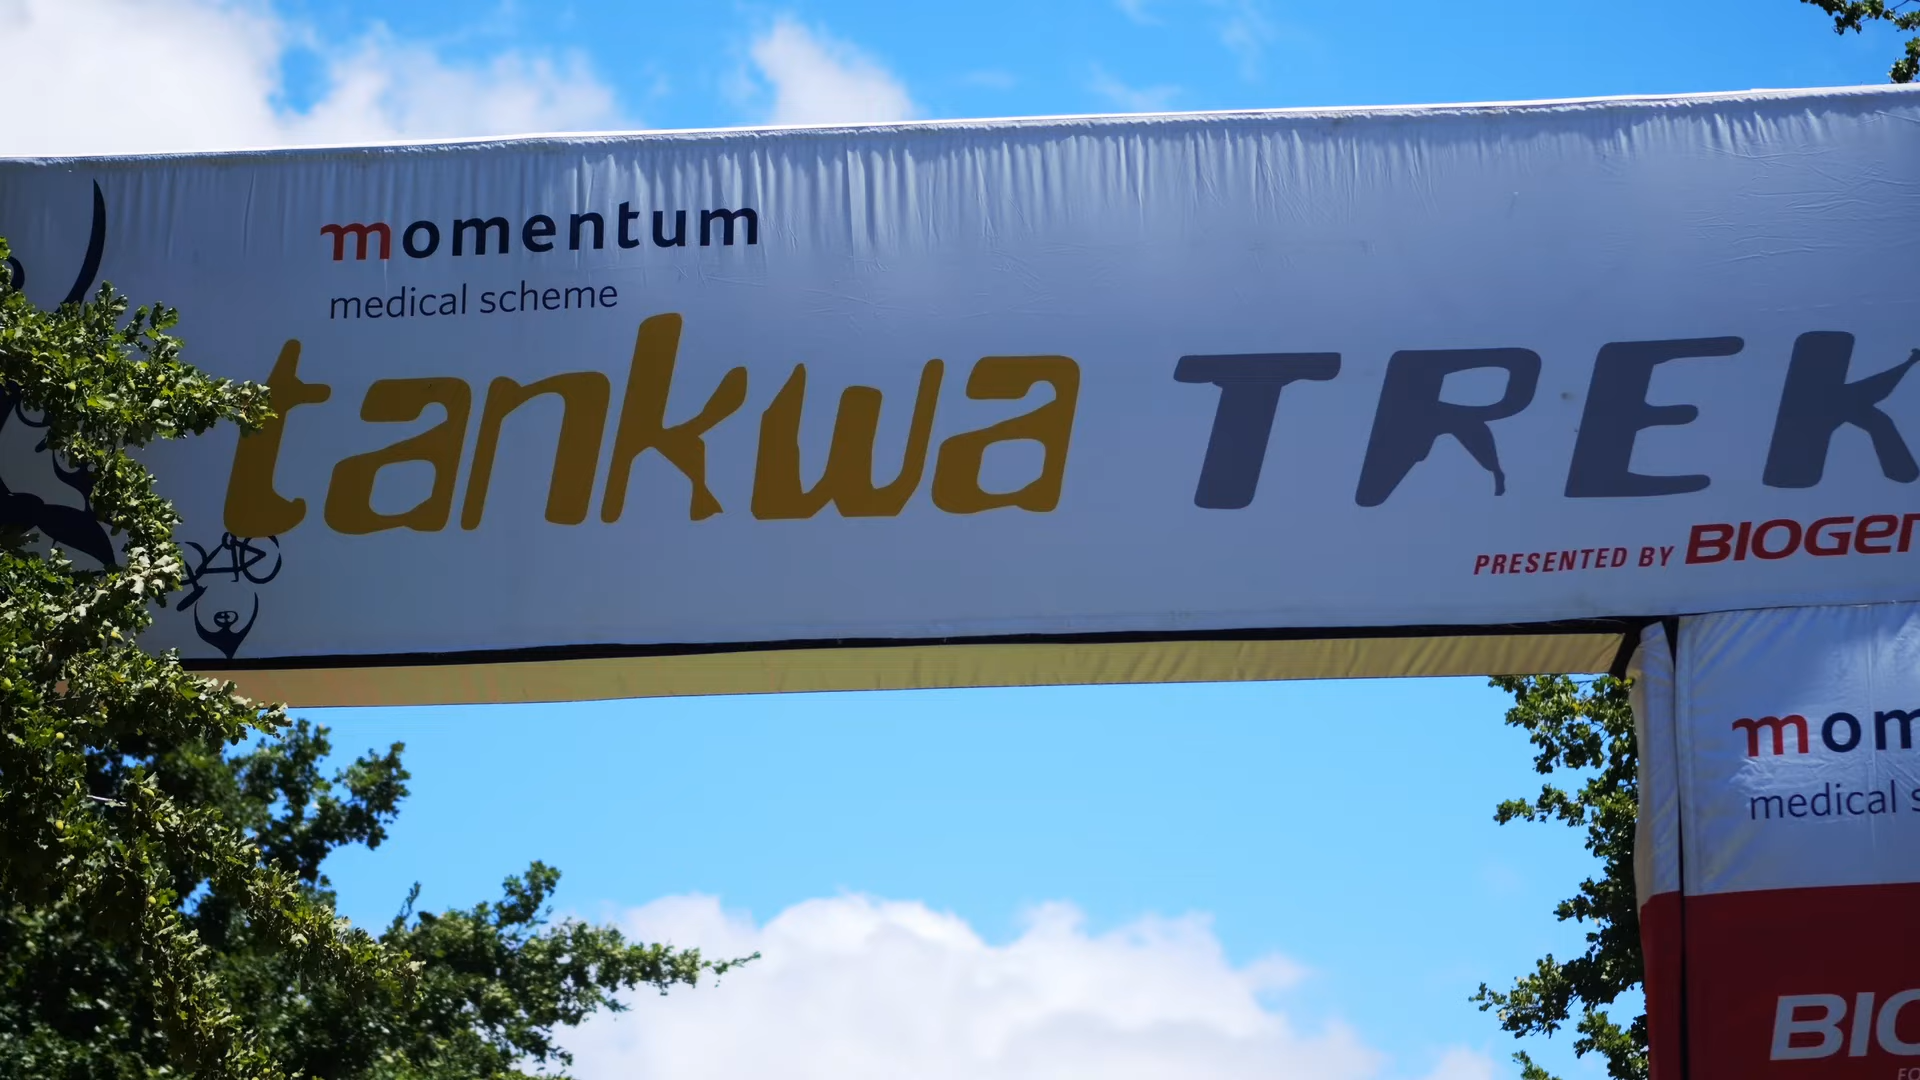 momentum
medical scheme
tankwa TREK
PRESENTED BY BIOGEN
mom
medical s
BIO